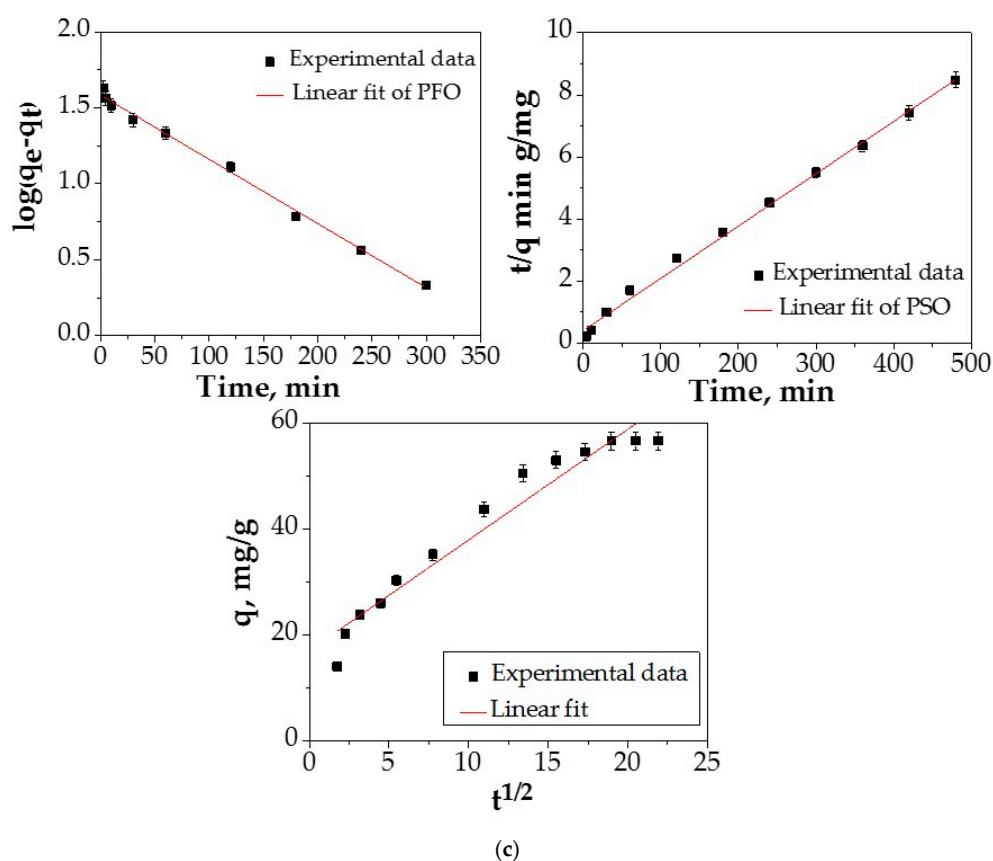 2.0
1.5
1.0
0.5
0.0
log(qe-qt)
Experimental data
Linear fit of PFO
0 50 100 150 200 250 300 350
Time, min
10
8
6
4
2
0
t/q min g/mg
Experimental data
Linear fit of PSO
0 100 200 300 400 500
Time, min
60
40
20
0
q, mg/g
Experimental data
Linear fit
0 5 10 15 20 25
t1/2
(c)